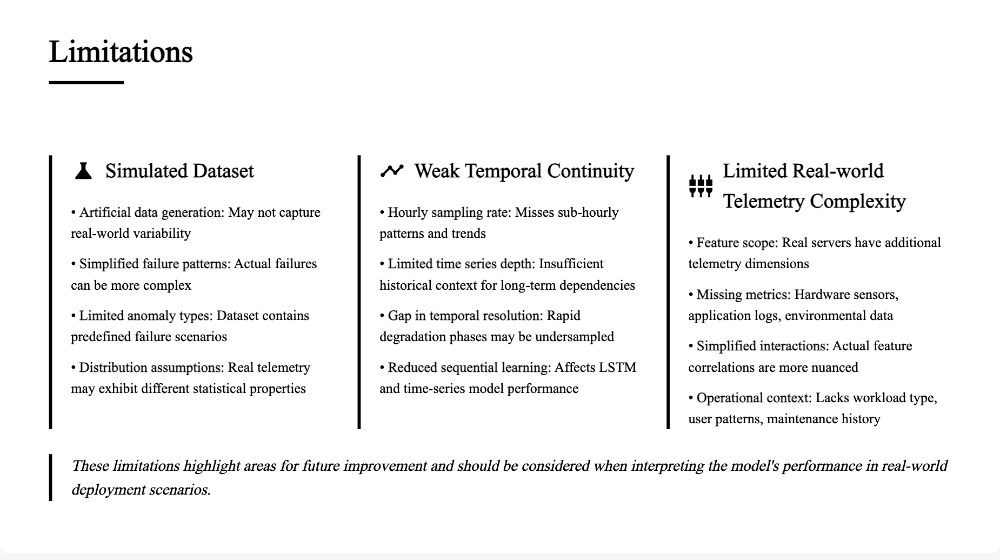 Limitations
Simulated Dataset
• Artificial data generation: May not capture
real-world variability
• Simplified failure patterns: Actual failures
can be more complex
• Limited anomaly types: Dataset contains
predefined failure scenarios
• Distribution assumptions: Real telemetry
may exhibit different statistical properties
Weak Temporal Continuity
• Hourly sampling rate: Misses sub-hourly
patterns and trends
• Limited time series depth: Insufficient
historical context for long-term dependencies
• Gap in temporal resolution: Rapid
degradation phases may be undersampled
• Reduced sequential learning: Affects LSTM
and time-series model performance
Limited Real-world
Telemetry Complexity
• Feature scope: Real servers have additional
telemetry dimensions
• Missing metrics: Hardware sensors,
application logs, environmental data
• Simplified interactions: Actual feature
correlations are more nuanced
• Operational context: Lacks workload type,
user patterns, maintenance history
These limitations highlight areas for future improvement and should be considered when interpreting the model's performance in real-world
deployment scenarios.